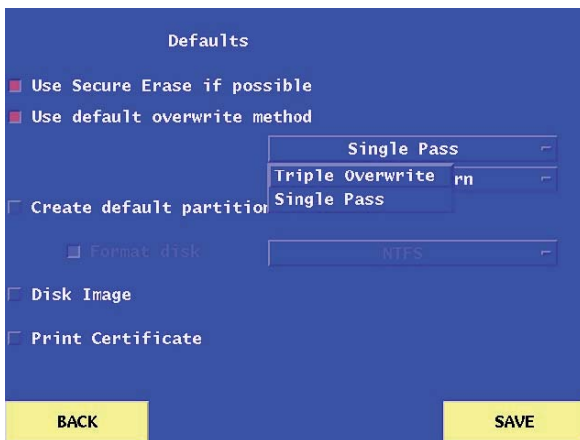 Defaults
Use Secure Erase if possible
Use default overwrite method
Single Pass
Triple Overwrite
Single Pass
Create default partition
Format disk
NTFS
Disk Image
Print Certificate
BACK
SAVE